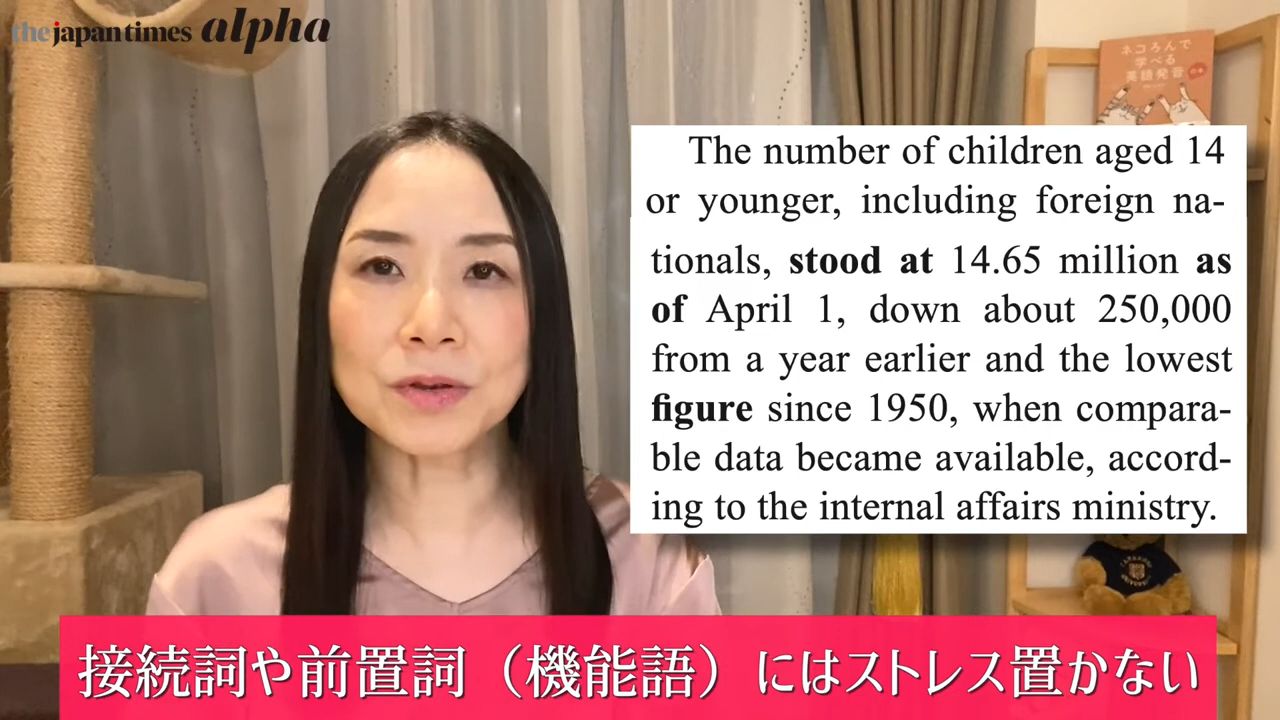 the japan times alpha
ネコろんで
学べる
英語発音
The number of children aged 14
or younger, including foreign na-
tionals, stood at 14.65 million as
of April 1, down about 250,000
from a year earlier and the lowest
figure since 1950, when compara-
ble data became available, accord-
ing to the internal affairs ministry.
接続詞や前置詞（機能語）にはストレス置かない